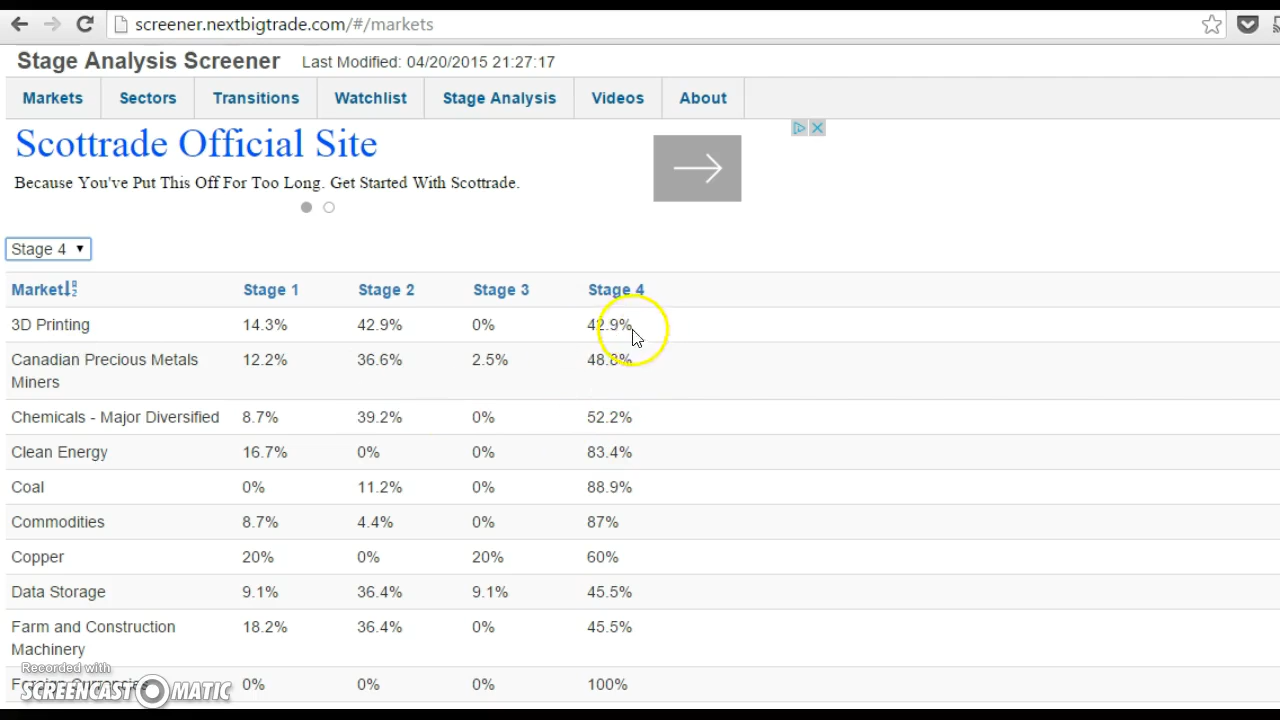 screener.nextbigtrade.com/#/markets
Stage Analysis Screener Last Modified: 04/20/2015 21:27:17
Markets Sectors Transitions Watchlist Stage Analysis Videos About
Scottrade Official Site
Because You've Put This Off For Too Long. Get Started With Scottrade.
Stage 4
Market Stage 1 Stage 2 Stage 3 Stage 4
3D Printing 14.3% 42.9% 0% 42.9%
Canadian Precious Metals 12.2% 36.6% 2.5% 48.8%
Miners
Chemicals - Major Diversified 8.7% 39.2% 0% 52.2%
Clean Energy 16.7% 0% 0% 83.4%
Coal 0% 11.2% 0% 88.9%
Commodities 8.7% 4.4% 0% 87%
Copper 20% 0% 20% 60%
Data Storage 9.1% 36.4% 9.1% 45.5%
Farm and Construction 18.2% 36.4% 0% 45.5%
Machinery
Recorded with
Foreign Currencies 0% 0% 0% 100%
SCREENCAST MATIC